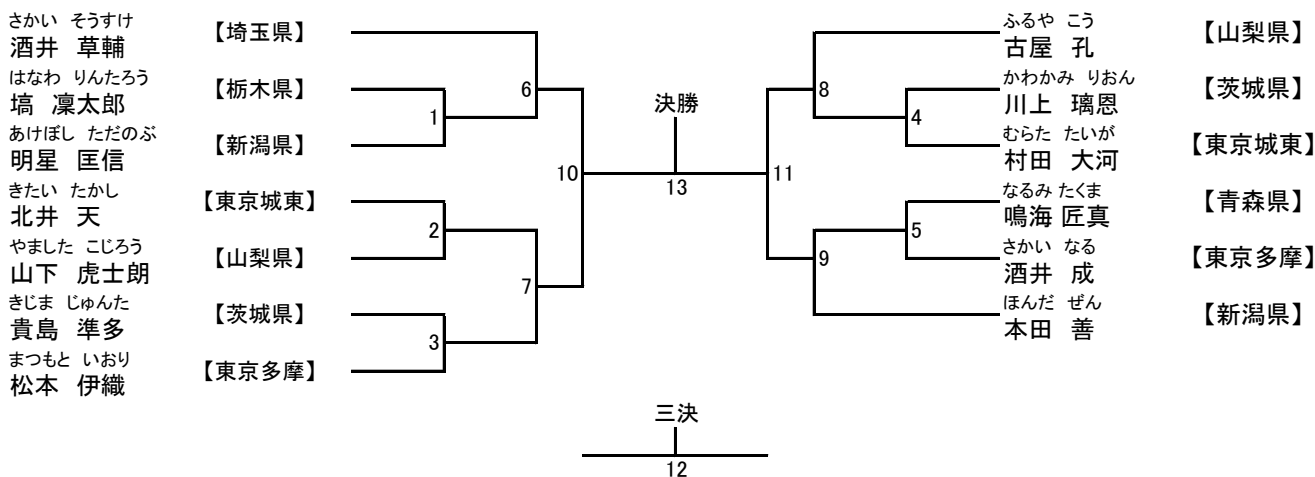 さかい そうすけ
酒井 草輔 【埼玉県】
はなわ りんたろう
塙 凜太郎 【栃木県】
あけぼし ただのぶ
明星 匡信 【新潟県】
きたい たかし
北井 天 【東京城東】
やました こじろう
山下 虎士朗 【山梨県】
きじま じゅんた
貴島 準多 【茨城県】
まつもと いおり
松本 伊織 【東京多摩】
1
2
3
6
7
10
決勝
13
11
8
9
4
5
ふるや こう
古屋 孔 【山梨県】
かわかみ りおん
川上 璃恩 【茨城県】
むらた たいが
村田 大河 【東京城東】
なるみ たくま
鳴海 匠真 【青森県】
さかい なる
酒井 成 【東京多摩】
ほんだ ぜん
本田 善 【新潟県】
三決
12